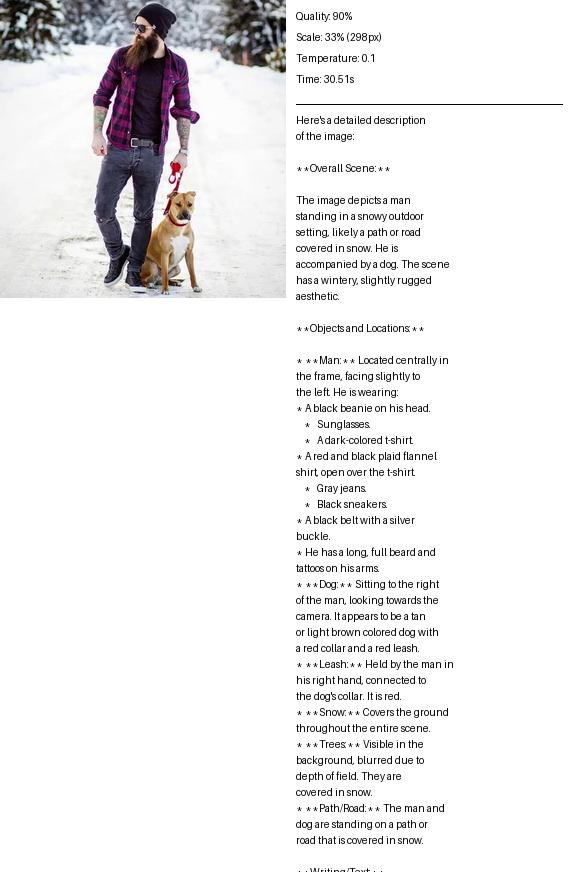 Quality: 90%
Scale: 33% (298px)
Temperature: 0.1
Time: 30.51s
Here's a detailed description
of the image:
**Overall Scene:**
The image depicts a man
standing in a snowy outdoor
setting, likely a path or road
covered in snow. He is
accompanied by a dog. The scene
has a wintery, slightly rugged
aesthetic.
**Objects and Locations:**
* **Man:** Located centrally in
the frame, facing slightly to
the left. He is wearing:
* A black beanie on his head.
* Sunglasses.
* A dark-colored t-shirt.
* A red and black plaid flannel
shirt, open over the t-shirt.
* Gray jeans.
* Black sneakers.
* A black belt with a silver
buckle.
* He has a long, full beard and
tattoos on his arms.
* **Dog:** Sitting to the right
of the man, looking towards the
camera. It appears to be a tan
or light brown colored dog with
a red collar and a red leash.
* **Leash:** Held by the man in
his right hand, connected to
the dog's collar. It is red.
* **Snow:** Covers the ground
throughout the entire scene.
* **Trees:** Visible in the
background, blurred due to
depth of field. They are
covered in snow.
* **Path/Road:** The man and
dog are standing on a path or
road that is covered in snow.
**Writing/Text:**